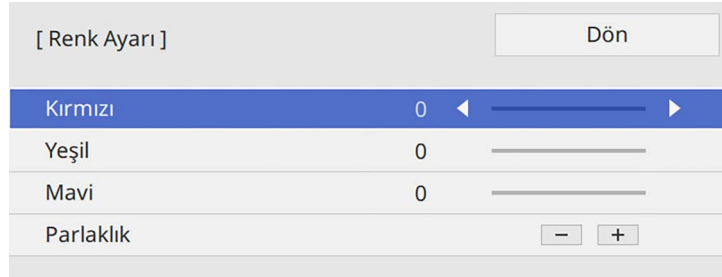 [ Renk Ayarı ]
Dön
Kırmızı 0
Yeşil 0
Mavi 0
Parlaklık − +